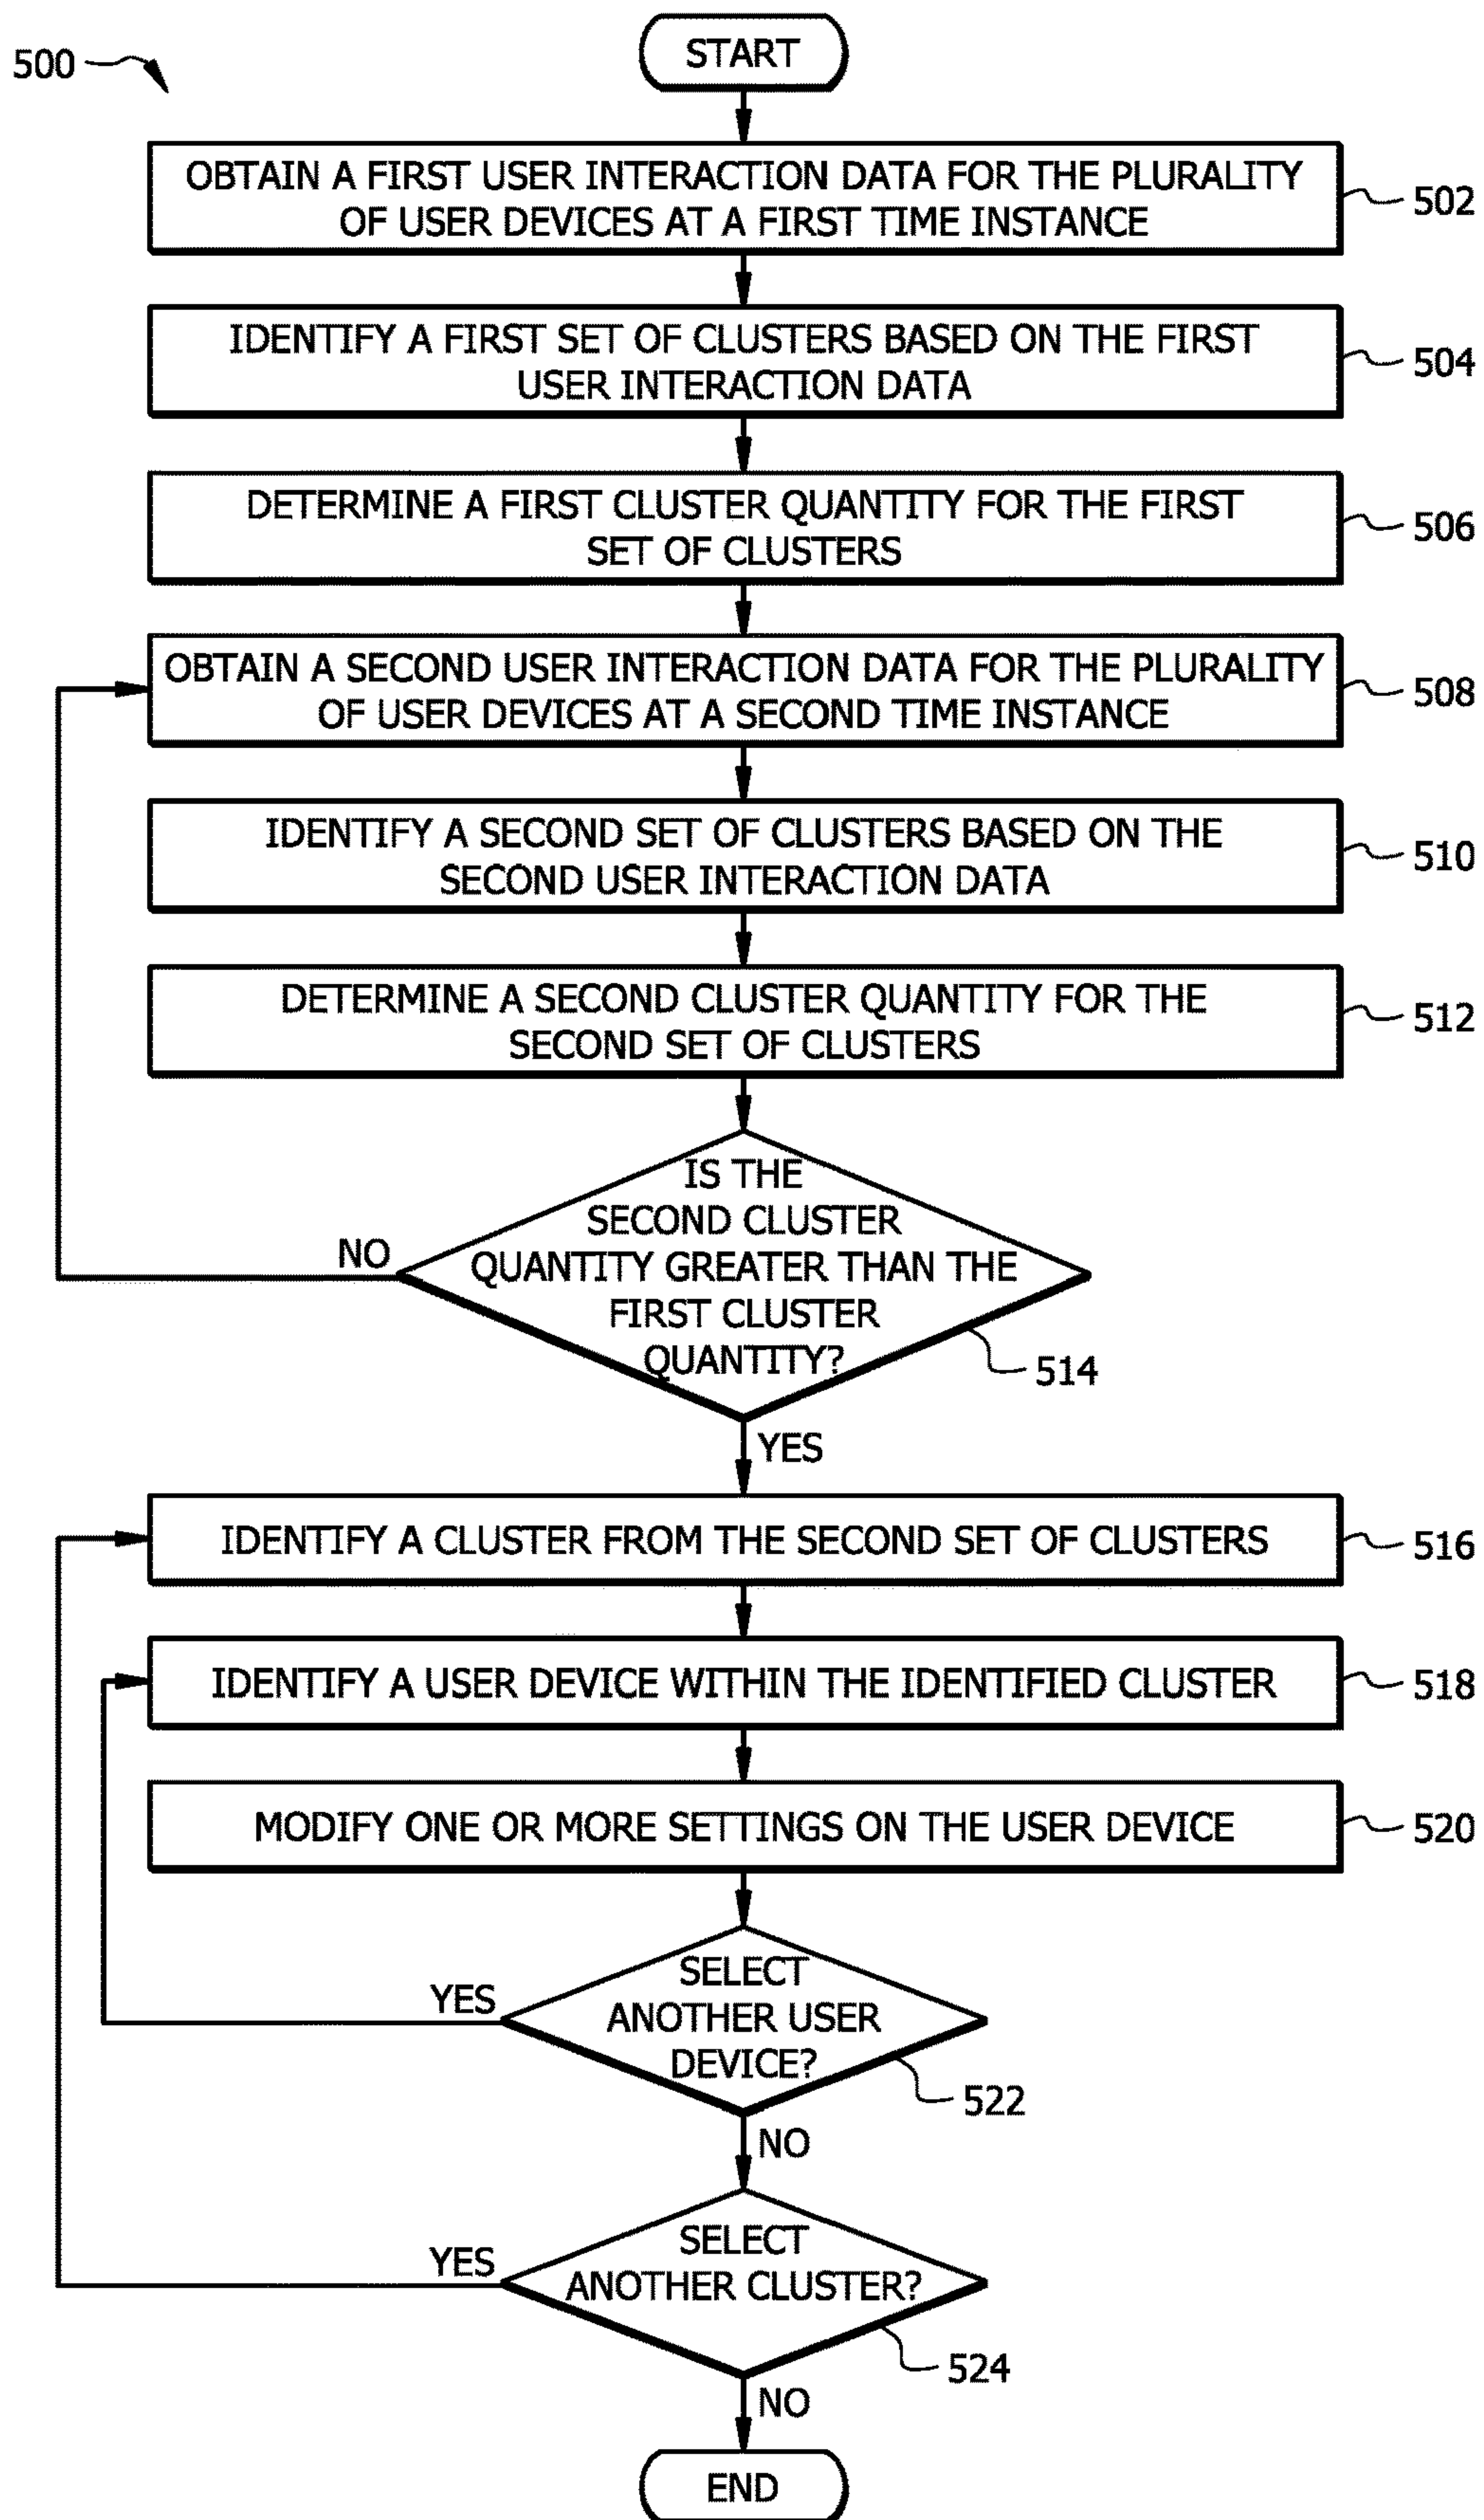 START
500
OBTAIN A FIRST USER INTERACTION DATA FOR THE PLURALITY
OF USER DEVICES AT A FIRST TIME INSTANCE
502
IDENTIFY A FIRST SET OF CLUSTERS BASED ON THE FIRST
USER INTERACTION DATA
504
DETERMINE A FIRST CLUSTER QUANTITY FOR THE FIRST
SET OF CLUSTERS
506
OBTAIN A SECOND USER INTERACTION DATA FOR THE PLURALITY
OF USER DEVICES AT A SECOND TIME INSTANCE
508
IDENTIFY A SECOND SET OF CLUSTERS BASED ON THE
SECOND USER INTERACTION DATA
510
DETERMINE A SECOND CLUSTER QUANTITY FOR THE
SECOND SET OF CLUSTERS
512
IS THE
SECOND CLUSTER
QUANTITY GREATER THAN THE
FIRST CLUSTER
QUANTITY?
NO
514
YES
IDENTIFY A CLUSTER FROM THE SECOND SET OF CLUSTERS
516
IDENTIFY A USER DEVICE WITHIN THE IDENTIFIED CLUSTER
518
MODIFY ONE OR MORE SETTINGS ON THE USER DEVICE
520
SELECT
ANOTHER USER
DEVICE?
YES
522
NO
SELECT
ANOTHER CLUSTER?
YES
524
NO
END